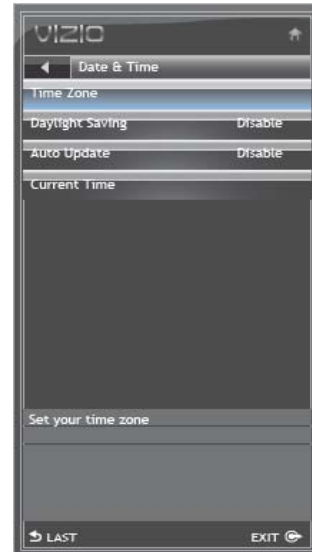 VIZIO
Date & Time
Time Zone
Daylight Saving Disable
Auto Update Disable
Current Time
Set your time zone
LAST EXIT